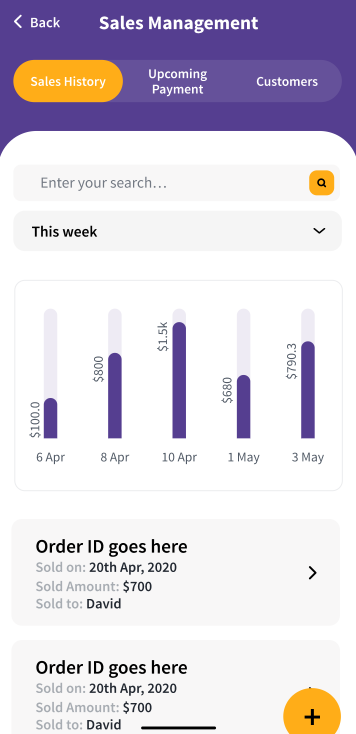 Back
Sales Management
Sales History
Upcoming
Payment
Customers
Enter your search...
This week
$100.0
$800
$1.5k
$680
$790.3
6 Apr
8 Apr
10 Apr
1 May
3 May
Order ID goes here
Sold on: 20th Apr, 2020
Sold Amount: $700
Sold to: David
Order ID goes here
Sold on: 20th Apr, 2020
Sold Amount: $700
Sold to: David
+